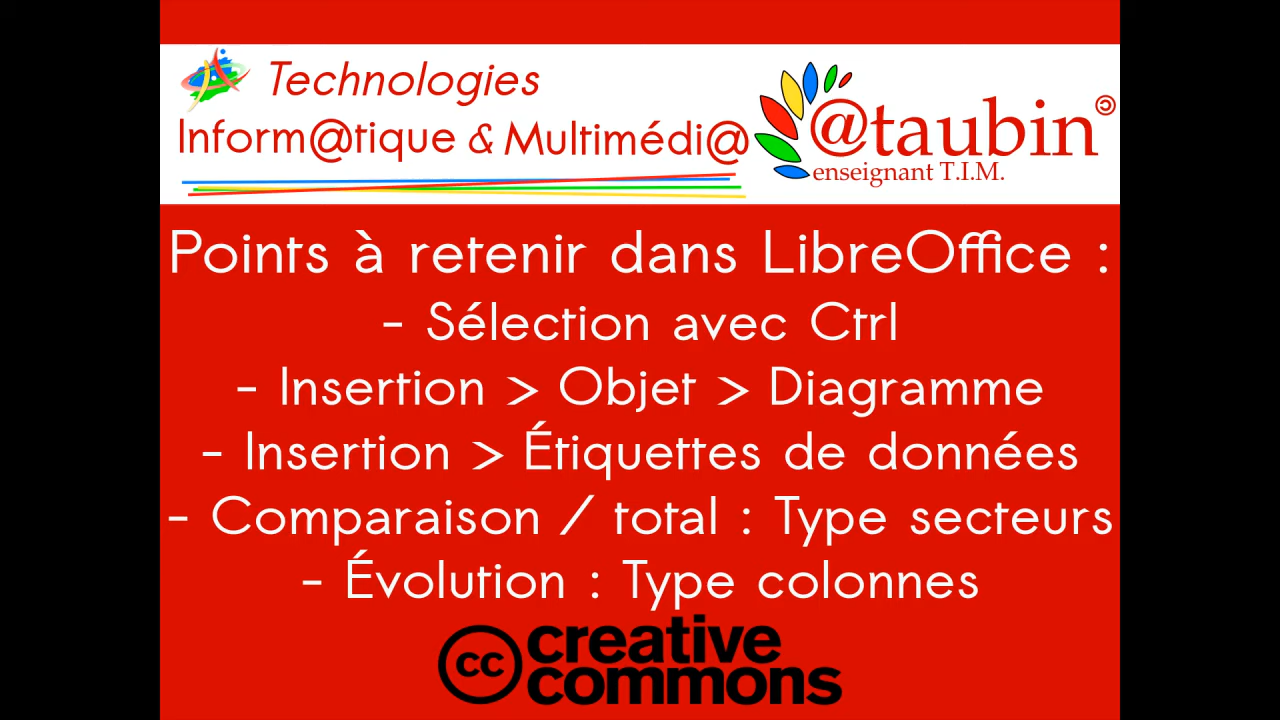 Technologies
Inform@tique & Multimédi@
@taubin
enseignant T.I.M.
Points à retenir dans LibreOffice :
- Sélection avec Ctrl
- Insertion > Objet > Diagramme
- Insertion > Étiquettes de données
- Comparaison / total : Type secteurs
- Évolution : Type colonnes
cc creative
commons